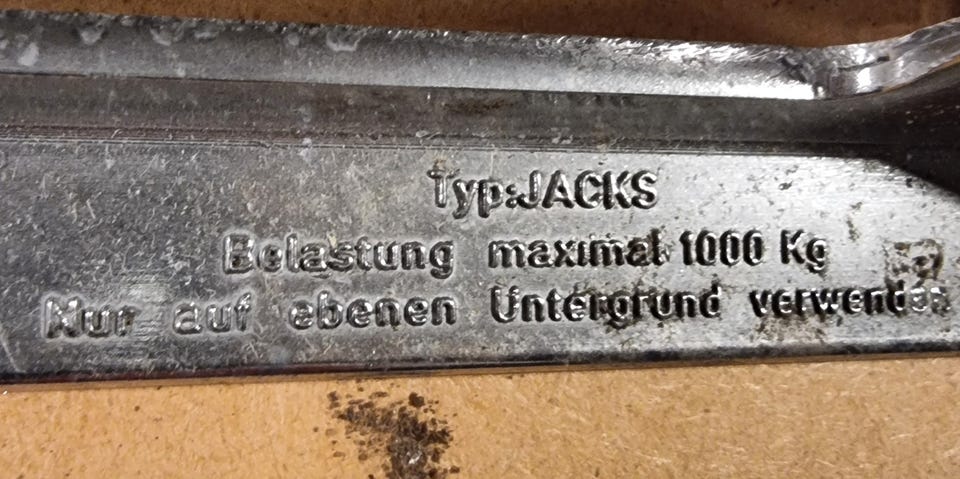 Typ:JACKS
Belastung maximal 1000 Kg
Nur auf ebenen Untergrund verwenden